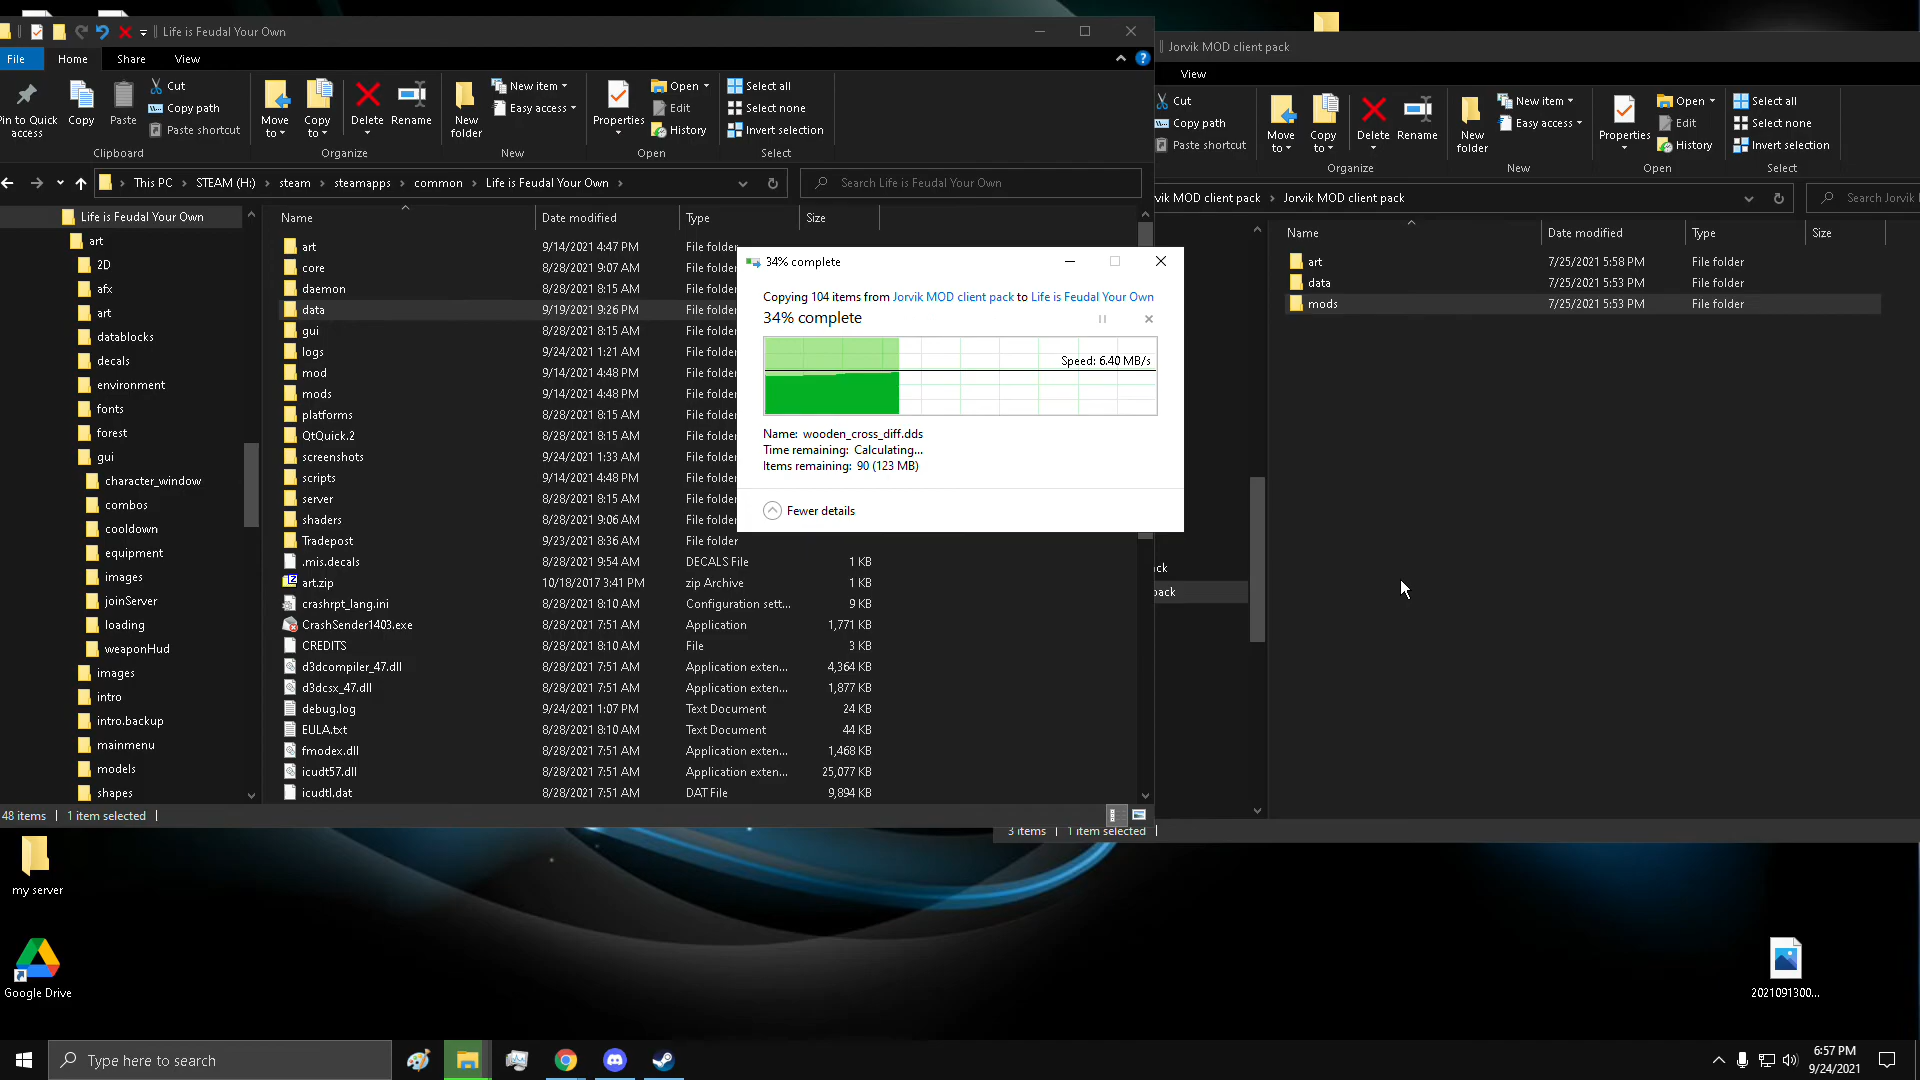 Life is Feudal Your Own
File
Home
Share
View
Pin to Quick access
Copy
Paste
Cut
Copy path
Paste shortcut
Clipboard
Move to
Copy to
Delete
Rename
Organize
New folder
New item
Easy access
New
Properties
Open
Edit
History
Open
Select all
Select none
Invert selection
Select
This PC > STEAM (H:) > steam > steamapps > common > Life is Feudal Your Own >
Search Life is Feudal Your Own
Life is Feudal Your Own
art
2D
afx
art
datablocks
decals
environment
fonts
forest
gui
character_window
combos
cooldown
equipment
images
joinServer
loading
weaponHud
images
intro
intro.backup
mainmenu
models
shapes
Name Date modified Type Size
art 9/14/2021 4:47 PM File folder
core 8/28/2021 9:07 AM File folder
daemon 8/28/2021 8:15 AM File folder
data 9/19/2021 9:26 PM File folder
gui 8/28/2021 8:15 AM File folder
logs 9/24/2021 1:21 AM File folder
mod 9/14/2021 4:48 PM File folder
mods 9/14/2021 4:48 PM File folder
platforms 8/28/2021 8:15 AM File folder
QtQuick.2 8/28/2021 8:15 AM File folder
screenshots 9/24/2021 1:33 AM File folder
scripts 9/14/2021 4:48 PM File folder
server 8/28/2021 8:15 AM File folder
shaders 8/28/2021 9:06 AM File folder
Tradepost 9/23/2021 8:36 AM File folder
.mis.decals 8/28/2021 9:54 AM DECALS File 1 KB
art.zip 10/18/2017 3:41 PM zip Archive 1 KB
crashrpt_lang.ini 8/28/2021 8:10 AM Configuration sett... 9 KB
CrashSender1403.exe 8/28/2021 7:51 AM Application 1,771 KB
CREDITS 8/28/2021 8:10 AM File 3 KB
d3dcompiler_47.dll 8/28/2021 7:51 AM Application exten... 4,364 KB
d3dcsx_47.dll 8/28/2021 7:51 AM Application exten... 1,877 KB
debug.log 9/24/2021 1:07 PM Text Document 24 KB
EULA.txt 8/28/2021 8:10 AM Text Document 44 KB
fmodex.dll 8/28/2021 7:51 AM Application exten... 1,468 KB
icudt57.dll 8/28/2021 7:51 AM Application exten... 25,077 KB
icudtl.dat 8/28/2021 7:51 AM DAT File 9,894 KB
48 items 1 item selected
34% complete
Copying 104 items from Jorvik MOD client pack to Life is Feudal Your Own
34% complete
Speed: 6.40 MB/s
Name: wooden_cross_diff.dds
Time remaining: Calculating...
Items remaining: 90 (123 MB)
Fewer details
Jorvik MOD client pack
View
Cut
Copy path
Paste shortcut
Move to
Copy to
Delete
Rename
Organize
New folder
New item
Easy access
New
Properties
Open
Edit
History
Open
Select all
Select none
Invert selection
Select
vik MOD client pack > Jorvik MOD client pack
Search Jorvik
Name Date modified Type Size
art 7/25/2021 5:58 PM File folder
data 7/25/2021 5:53 PM File folder
mods 7/25/2021 5:53 PM File folder
ck
pack
3 items 1 item selected
my server
Google Drive
2021091300...
Type here to search
6:57 PM
9/24/2021